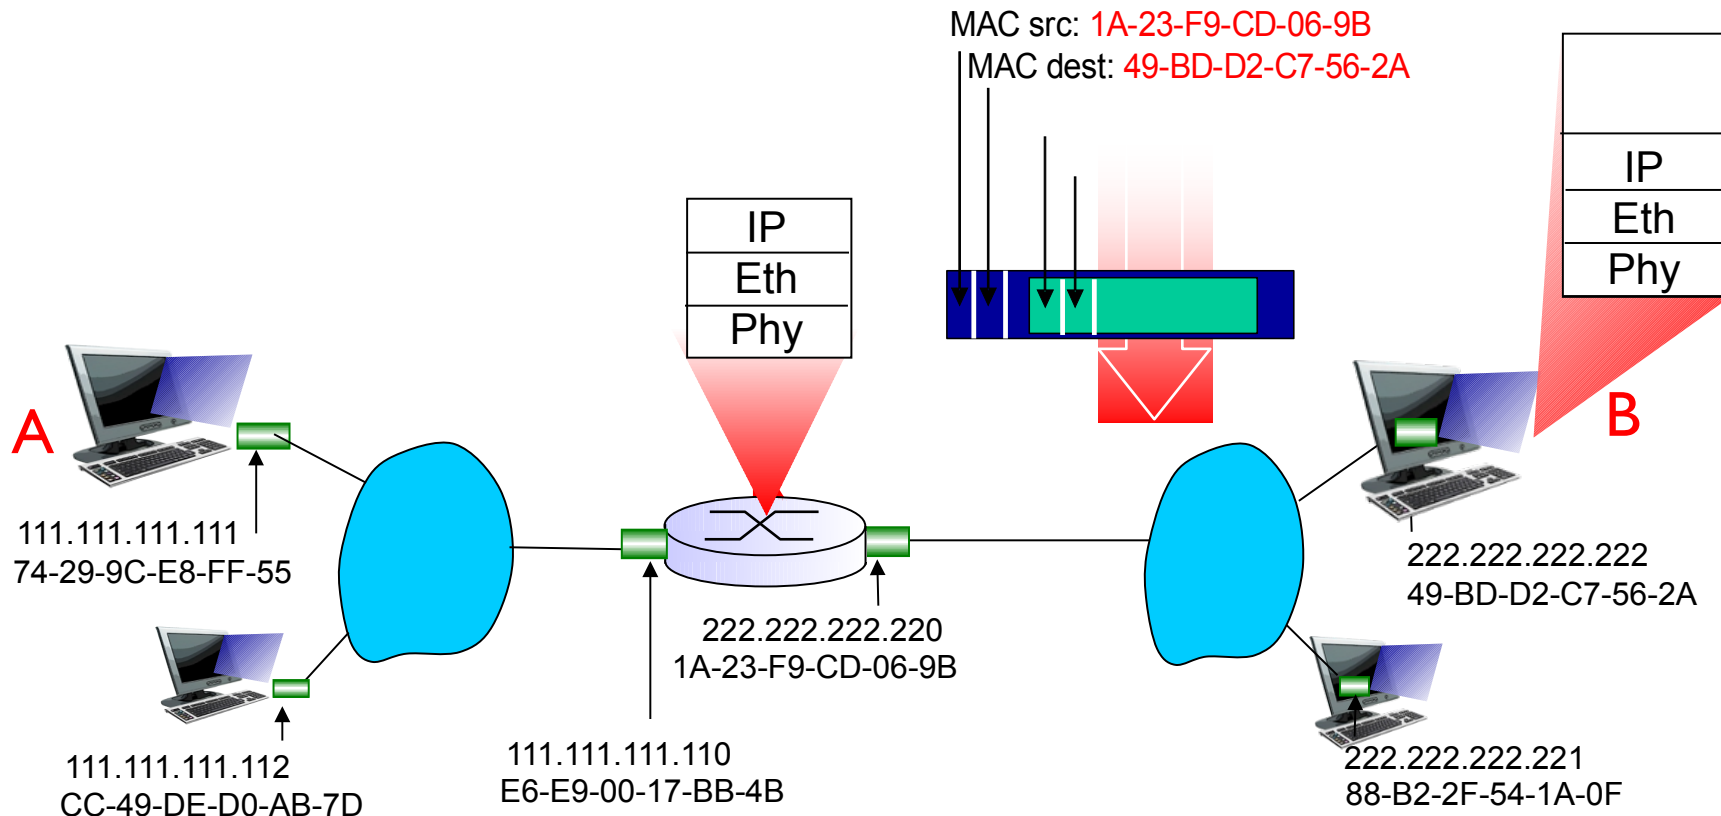 MAC src: 1A-23-F9-CD-06-9B
MAC dest: 49-BD-D2-C7-56-2A
IP
Eth
Phy
IP
Eth
Phy
A
B
111.111.111.111
74-29-9C-E8-FF-55
222.222.222.222
49-BD-D2-C7-56-2A
222.222.222.220
1A-23-F9-CD-06-9B
111.111.111.112
CC-49-DE-D0-AB-7D
111.111.111.110
E6-E9-00-17-BB-4B
222.222.222.221
88-B2-2F-54-1A-0F